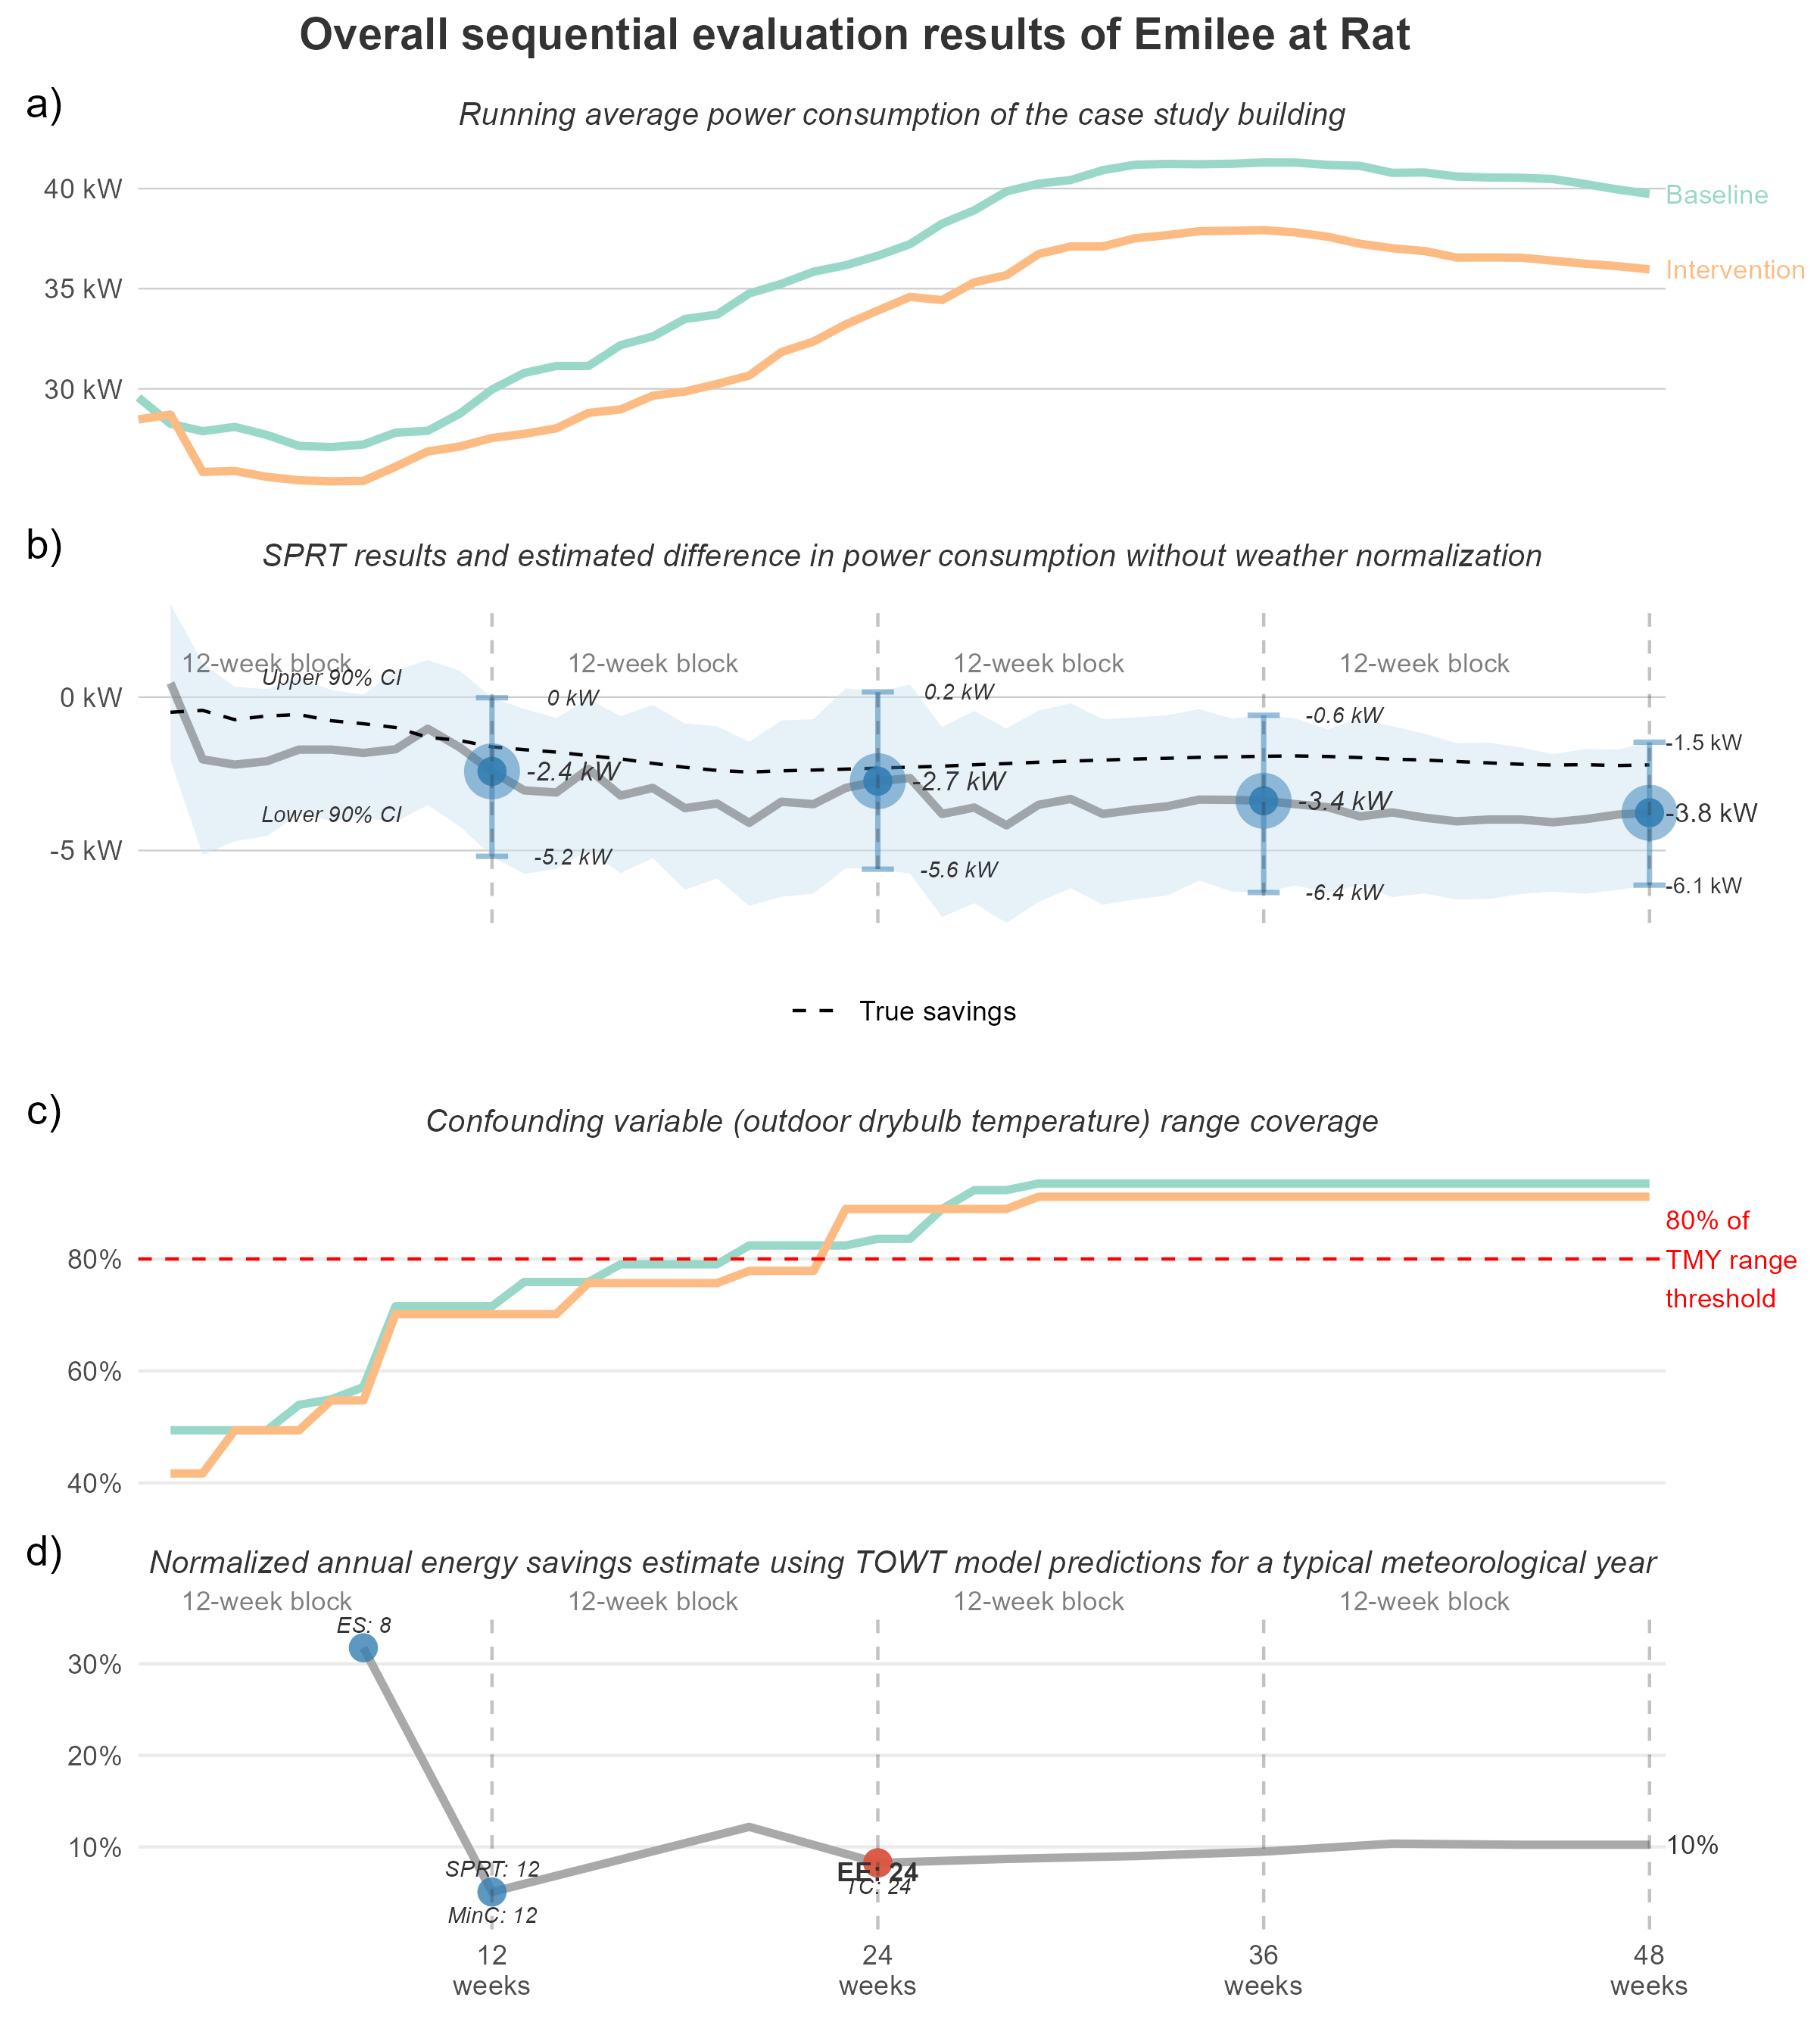 Overall sequential evaluation results of Emilee at Rat
a)
Running average power consumption of the case study building
40 kW
35 kW
30 kW
Baseline
Intervention
b)
SPRT results and estimated difference in power consumption without weather normalization
12-week block
12-week block
12-week block
12-week block
Upper 90% CI
Lower 90% CI
0 kW
-5 kW
0 kW
0.2 kW
-0.6 kW
-1.5 kW
-2.4 kW
-2.7 kW
-3.4 kW
-3.8 kW
-5.2 kW
-5.6 kW
-6.4 kW
-6.1 kW
True savings
c)
Confounding variable (outdoor drybulb temperature) range coverage
80%
60%
40%
80% of
TMY range
threshold
d)
Normalized annual energy savings estimate using TOWT model predictions for a typical meteorological year
12-week block
12-week block
12-week block
12-week block
ES: 8
30%
20%
10%
SPRT: 12
MinC: 12
EE: 24
TC: 24
10%
12
weeks
24
weeks
36
weeks
48
weeks